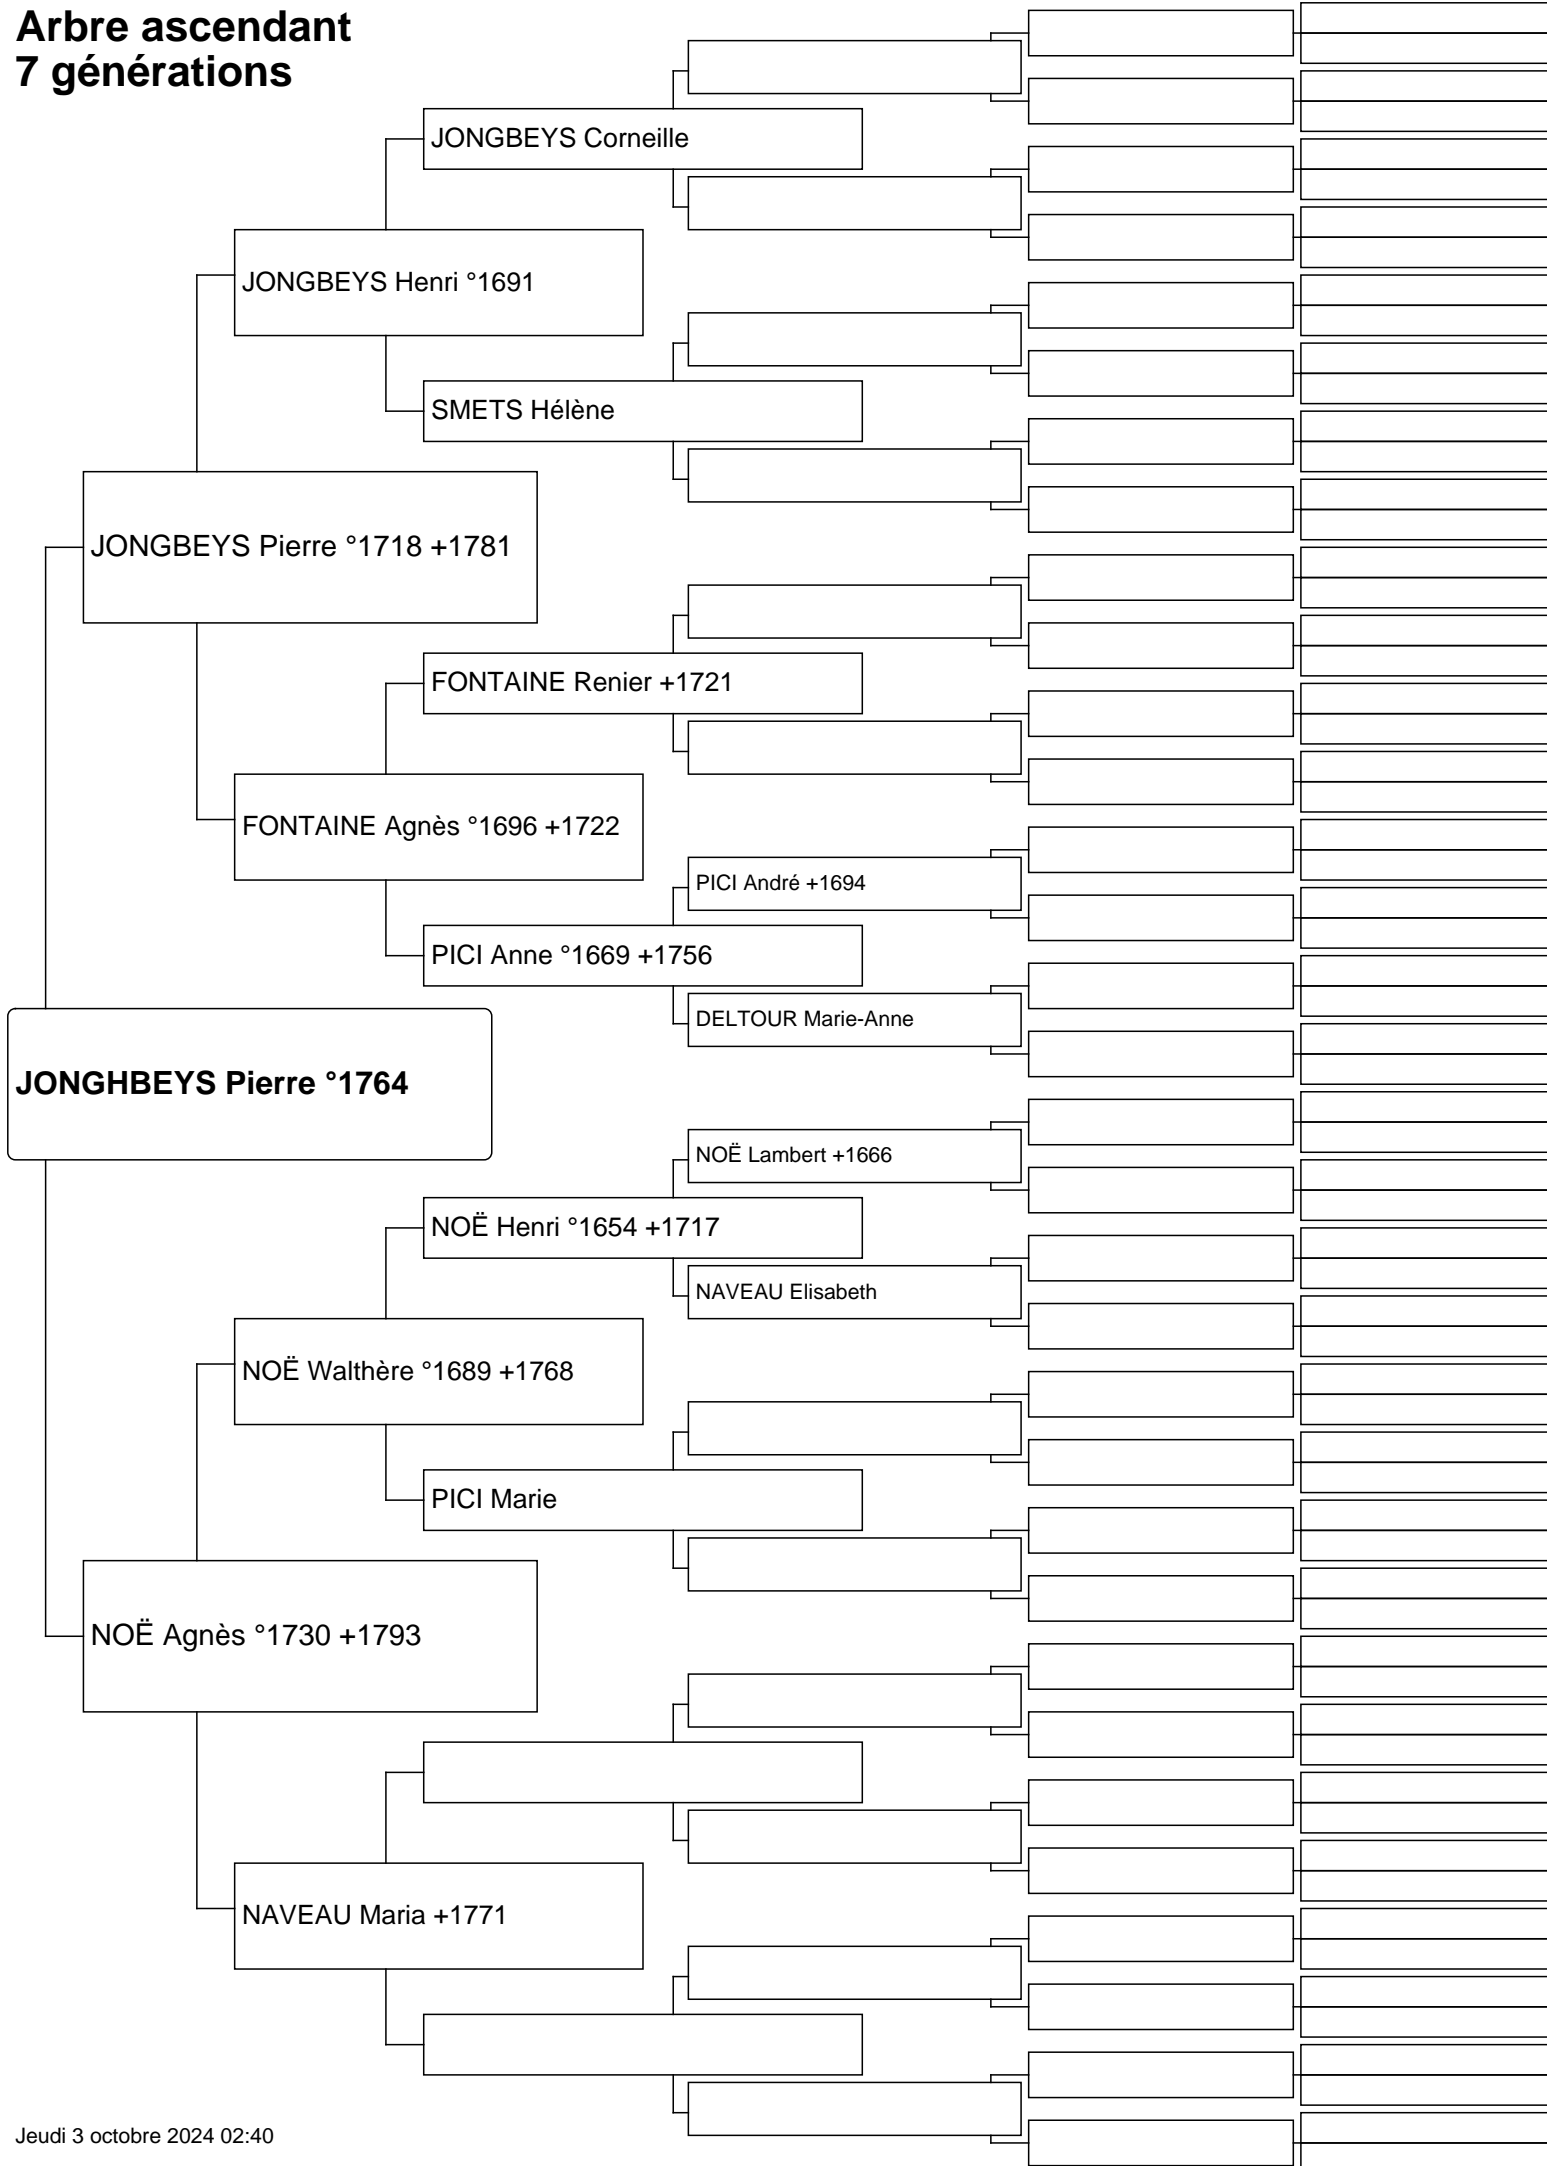 Arbre ascendant
7 générations
JONGBEYS Corneille
JONGBEYS Henri °1691
SMETS Hélène
JONGBEYS Pierre °1718 +1781
FONTAINE Renier +1721
FONTAINE Agnès °1696 +1722
PICI André +1694
PICI Anne °1669 +1756
DELTOUR Marie-Anne
JONGHBEYS Pierre °1764
NOË Lambert +1666
NOË Henri °1654 +1717
NAVEAU Elisabeth
NOË Walthère °1689 +1768
PICI Marie
NOË Agnès °1730 +1793
NAVEAU Maria +1771
Jeudi 3 octobre 2024 02:40